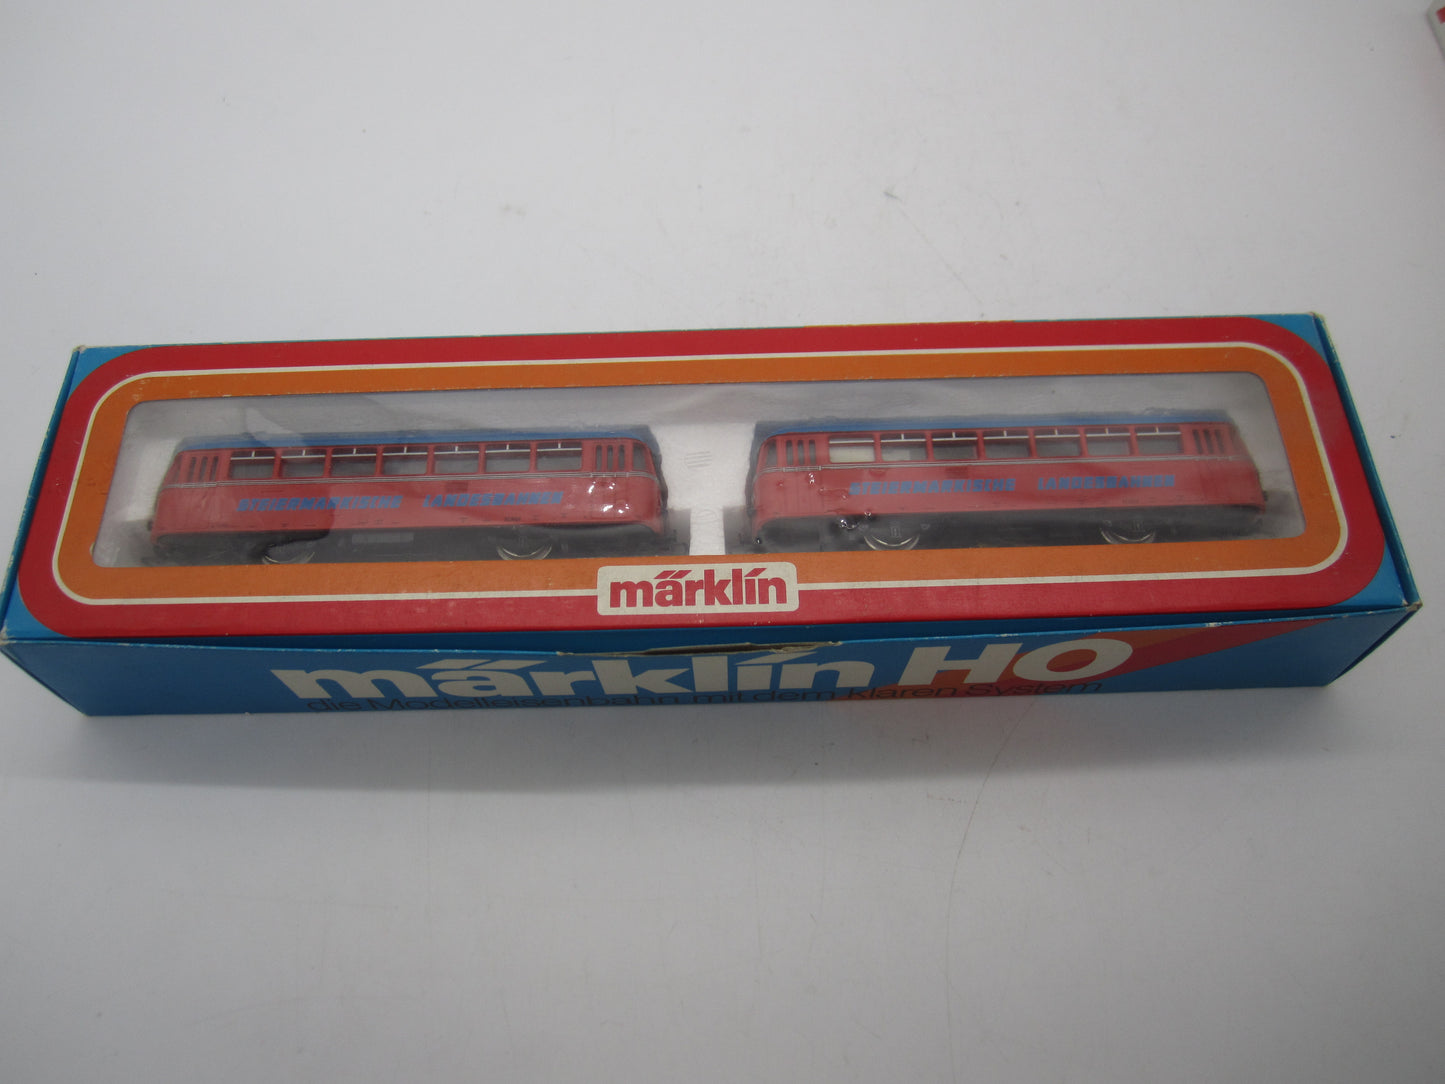 STEIERMÄRKISCHE LANDESBAHNEN
STEIERMÄRKISCHE LANDESBAHNEN
märklin
märklin HO
die Modelleisenbahn mit dem klaren System